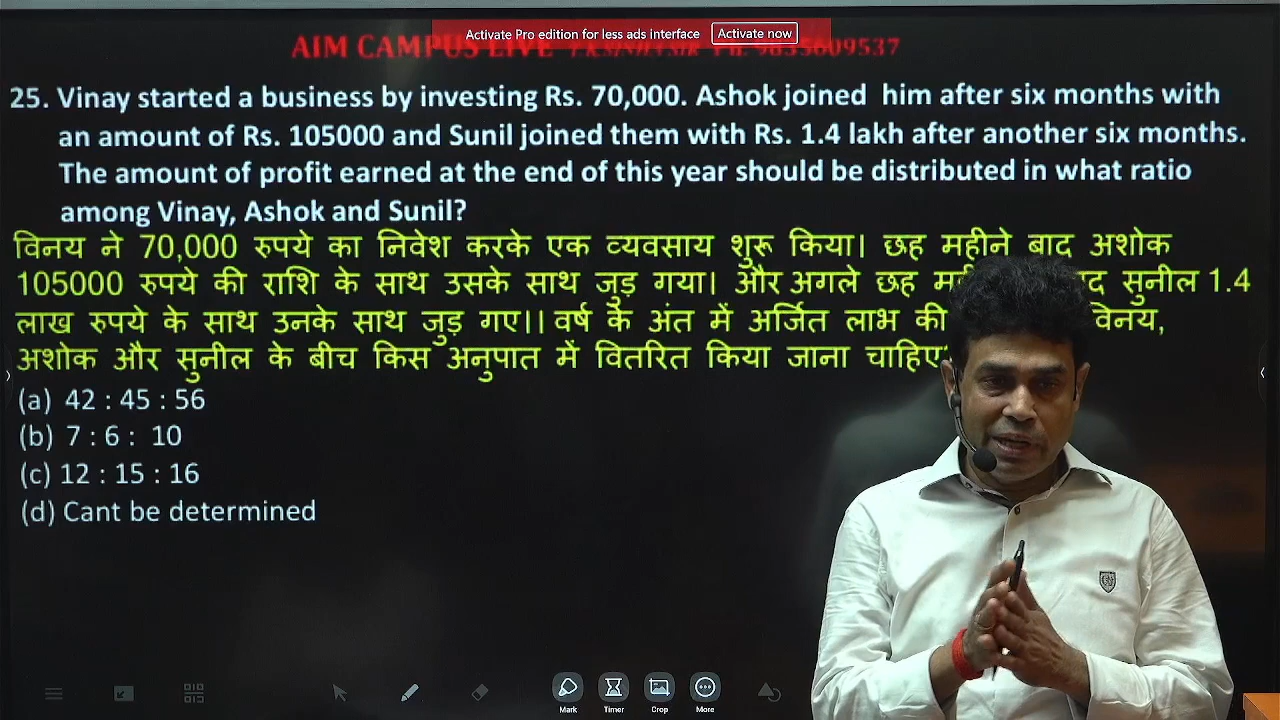 Activate Pro edition for less ads interface Activate now
AIM CAMPUS LIVE
25. Vinay started a business by investing Rs. 70,000. Ashok joined him after six months with
an amount of Rs. 105000 and Sunil joined them with Rs. 1.4 lakh after another six months.
The amount of profit earned at the end of this year should be distributed in what ratio
among Vinay, Ashok and Sunil?
विनय ने 70,000 रुपये का निवेश करके एक व्यवसाय शुरू किया। छह महीने बाद अशोक
105000 रुपये की राशि के साथ उसके साथ जुड़ गया। और अगले छह सुनील 1.4
लाख रुपये के साथ उनके साथ जुड़ गए।। वर्ष के अंत में अर्जित लाभ की विनय,
अशोक और सुनील के बीच किस अनुपात में वितरित किया जाना चाहिए
(a) 42 : 45 : 56
(b) 7 : 6 : 10
(c) 12 : 15 : 16
(d) Cant be determined
Mark Timer Crop More